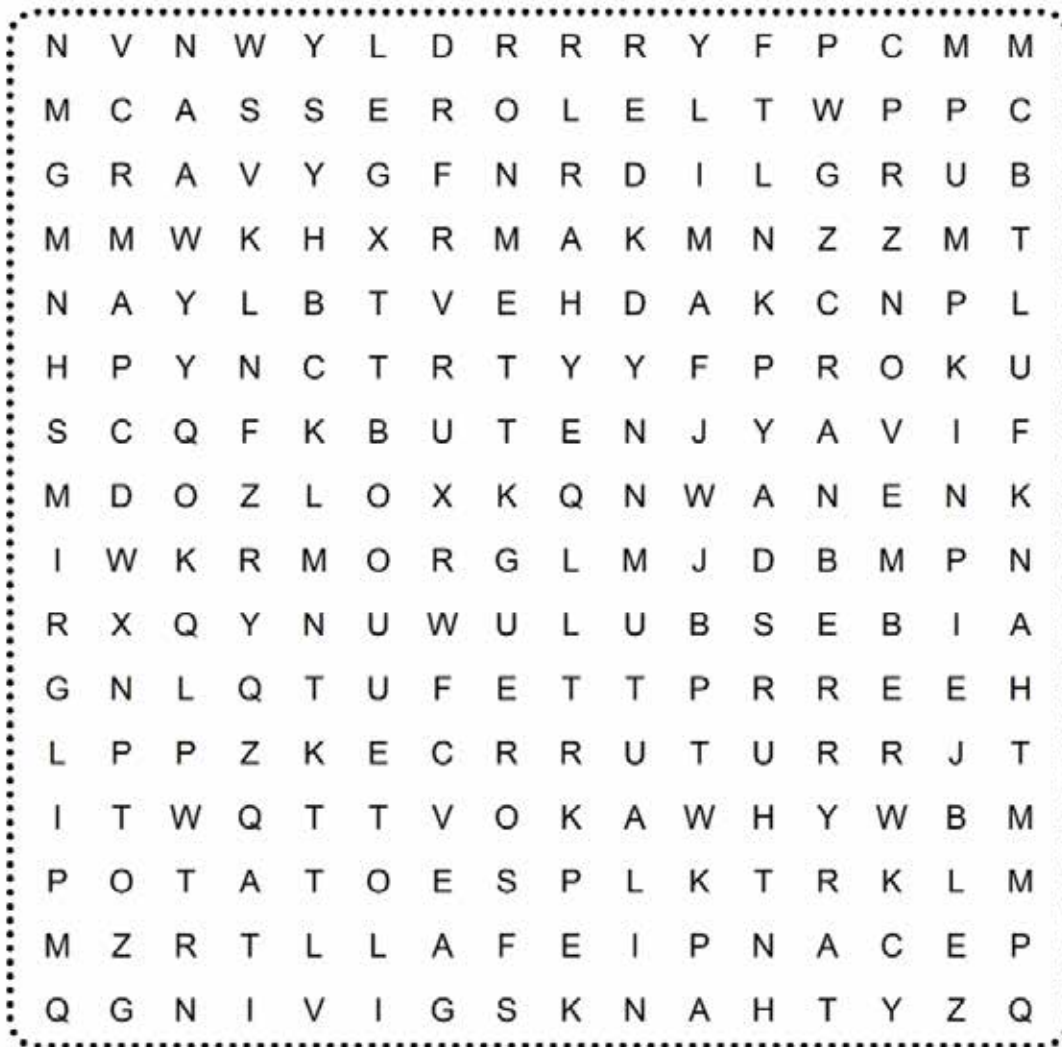 N V N W Y L D R R R Y F P C M M
M C A S S E R O L E L T W P P C
G R A V Y G F N R D I L G R U B
M M W K H X R M A K M N Z Z M T
N A Y L B T V E H D A K C N P L
H P Y N C T R T Y Y F P R O K U
S C Q F K B U T E N J Y A V I F
M D O Z L O X K Q N W A N E N K
I W K R M O R G L M J D B M P N
R X Q Y N U W U L U B S E B I A
G N L Q T U F E T T P R R E E H
L P P Z K E C R R U T U R R J T
I T W Q T T V O K A W H Y W B M
P O T A T O E S P L K T R K L M
M Z R T L L A F E I P N A C E P
Q G N I V I G S K N A H T Y Z Q